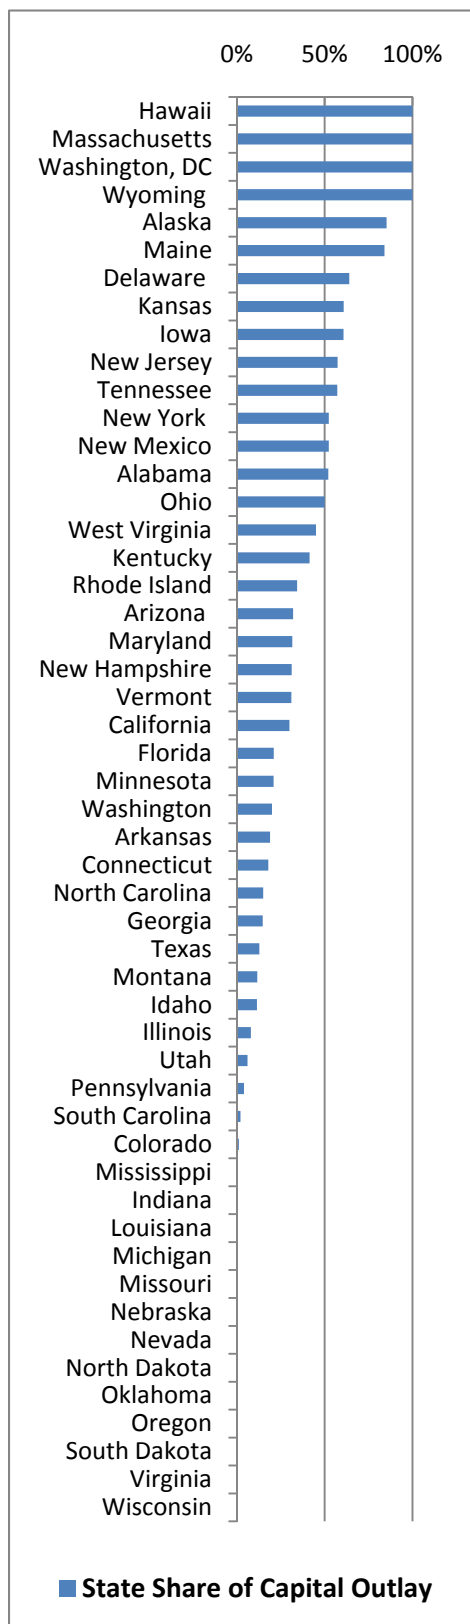 0% 50% 100%
Hawaii
Massachusetts
Washington, DC
Wyoming
Alaska
Maine
Delaware
Kansas
Iowa
New Jersey
Tennessee
New York
New Mexico
Alabama
Ohio
West Virginia
Kentucky
Rhode Island
Arizona
Maryland
New Hampshire
Vermont
California
Florida
Minnesota
Washington
Arkansas
Connecticut
North Carolina
Georgia
Texas
Montana
Idaho
Illinois
Utah
Pennsylvania
South Carolina
Colorado
Mississippi
Indiana
Louisiana
Michigan
Missouri
Nebraska
Nevada
North Dakota
Oklahoma
Oregon
South Dakota
Virginia
Wisconsin
State Share of Capital Outlay